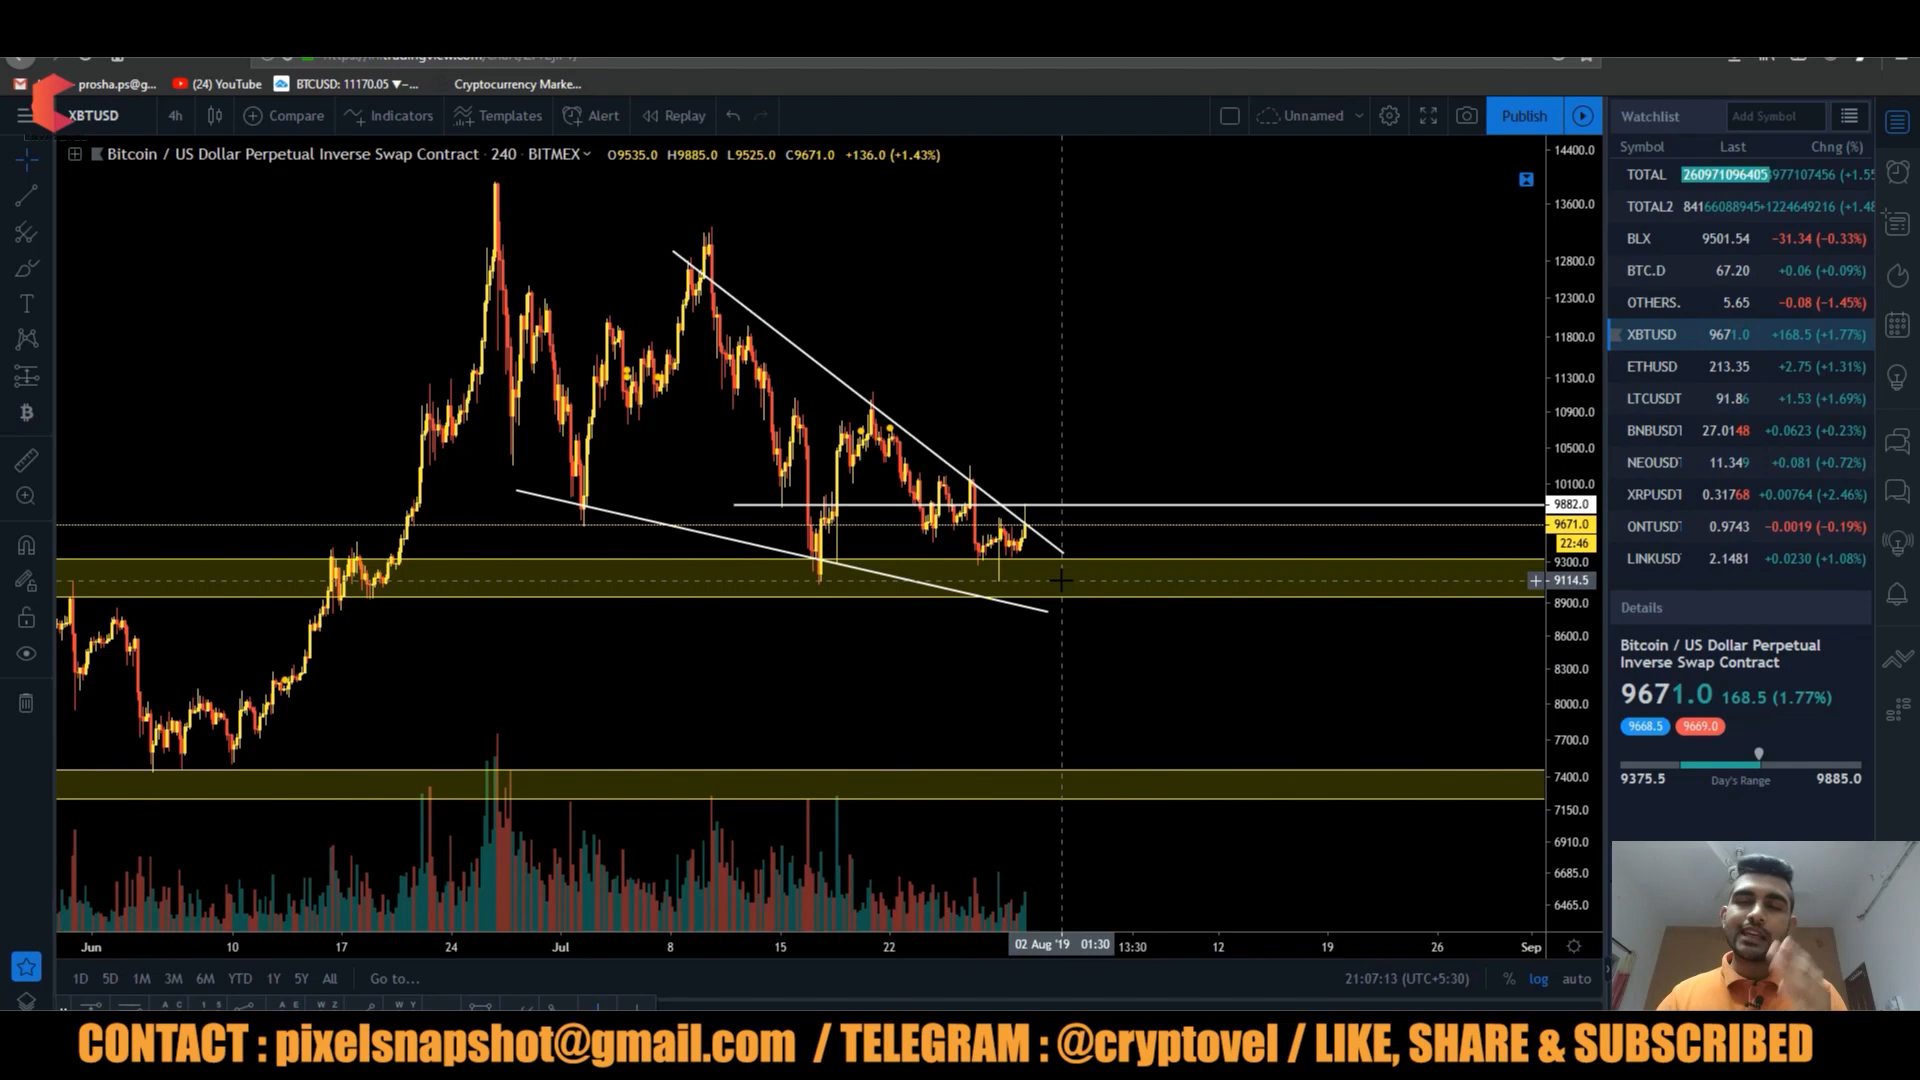 prosha.ps@g...
(24) YouTube
BTCUSD: 11170.05 ▼−...
Cryptocurrency Marke...
XBTUSD
4h
Compare
Indicators
Templates
Alert
Replay
Unnamed
Publish
Bitcoin / US Dollar Perpetual Inverse Swap Contract · 240 · BITMEX
O9535.0 H9885.0 L9525.0 C9671.0 +136.0 (+1.43%)
14400.0
13600.0
12800.0
12300.0
11800.0
11300.0
10900.0
10500.0
10100.0
9882.0
9671.0
22:46
9300.0
9114.5
8900.0
8600.0
8300.0
8000.0
7700.0
7400.0
7150.0
6910.0
6685.0
6465.0
Jun
10
17
24
Jul
8
15
22
02 Aug '19 01:30
13:30
12
19
26
Sep
1D 5D 1M 3M 6M YTD 1Y 5Y All
Go to...
21:07:13 (UTC+5:30)
% log auto
Watchlist
Add Symbol
Symbol Last Chng (%)
TOTAL 260971096405 977107456 (+1.55
TOTAL2 84166088945 +1224649216 (+1.48
BLX 9501.54 −31.34 (−0.33%)
BTC.D 67.20 +0.06 (+0.09%)
OTHERS. 5.65 −0.08 (−1.45%)
XBTUSD 9671.0 +168.5 (+1.77%)
ETHUSD 213.35 +2.75 (+1.31%)
LTCUSDT 91.86 +1.53 (+1.69%)
BNBUSDT 27.0148 +0.0623 (+0.23%)
NEOUSDT 11.349 +0.081 (+0.72%)
XRPUSDT 0.31768 +0.00764 (+2.46%)
ONTUSDT 0.9743 −0.0019 (−0.19%)
LINKUSDT 2.1481 +0.0230 (+1.08%)
Details
Bitcoin / US Dollar Perpetual
Inverse Swap Contract
9671.0 168.5 (1.77%)
9668.5 9669.0
9375.5 Day's Range 9885.0
CONTACT : pixelsnapshot@gmail.com / TELEGRAM : @cryptovel / LIKE, SHARE & SUBSCRIBED